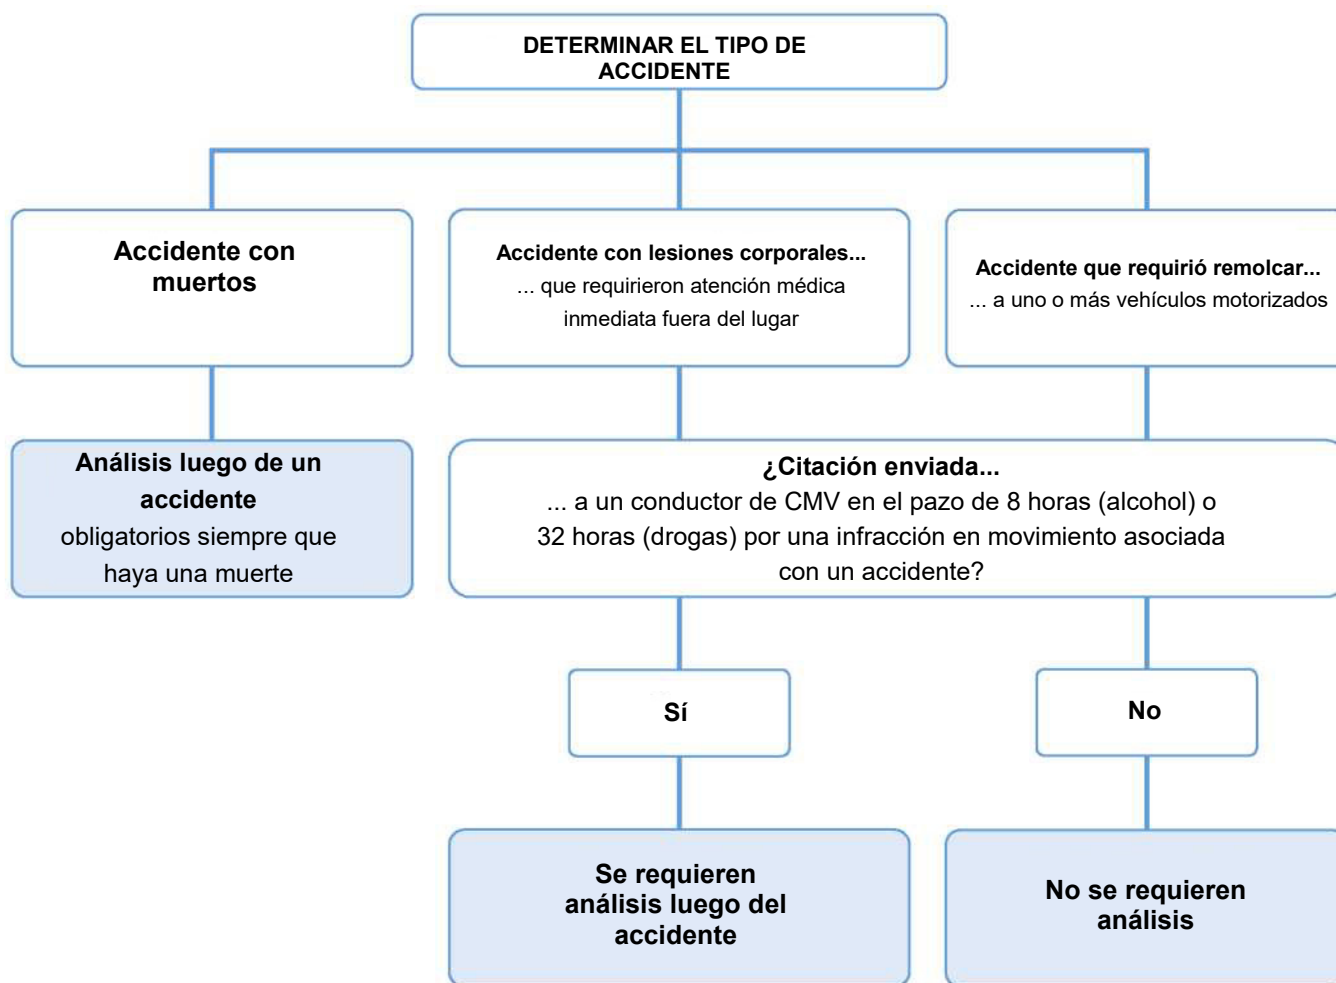 DETERMINAR EL TIPO DE
ACCIDENTE
Accidente con
muertos
Accidente con lesiones corporales...
... que requirieron atención médica
inmediata fuera del lugar
Accidente que requirió remolcar...
... a uno o más vehículos motorizados
Análisis luego de un
accidente
obligatorios siempre que
haya una muerte
¿Citación enviada...
... a un conductor de CMV en el pazo de 8 horas (alcohol) o
32 horas (drogas) por una infracción en movimiento asociada
con un accidente?
Sí
No
Se requieren
análisis luego del
accidente
No se requieren
análisis